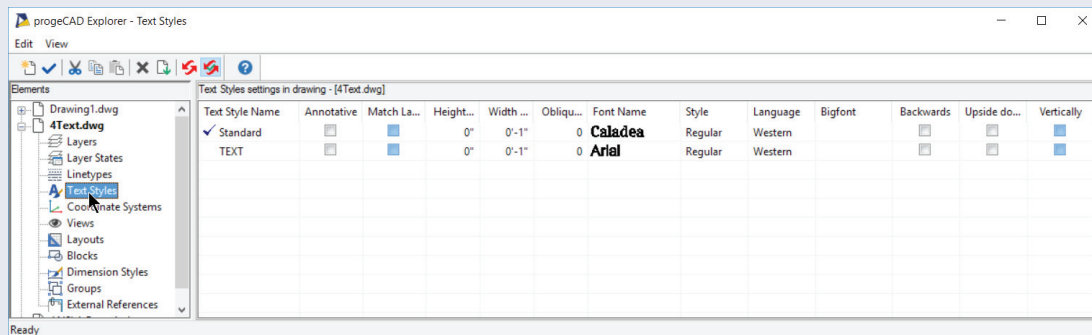 progeCAD Explorer - Text Styles
Edit View
Elements
Text Styles settings in drawing - [4Text.dwg]
Drawing1.dwg
4Text.dwg
Layers
Layer States
Linetypes
Text Styles
Coordinate Systems
Views
Layouts
Blocks
Dimension Styles
Groups
External References
Text Style Name Annotative Match La... Height... Width ... Obliqu... Font Name Style Language Bigfont Backwards Upside do... Vertically
Standard 0" 0'-1" 0 Caladea Regular Western
TEXT 0" 0'-1" 0 Arial Regular Western
Ready